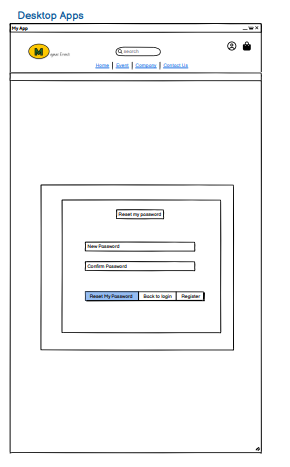 Desktop Apps
My App
M gear Event
search
Home Event Company Contact Us
Reset my password
New Password
Confirm Password
Reset My Password Back to login Register